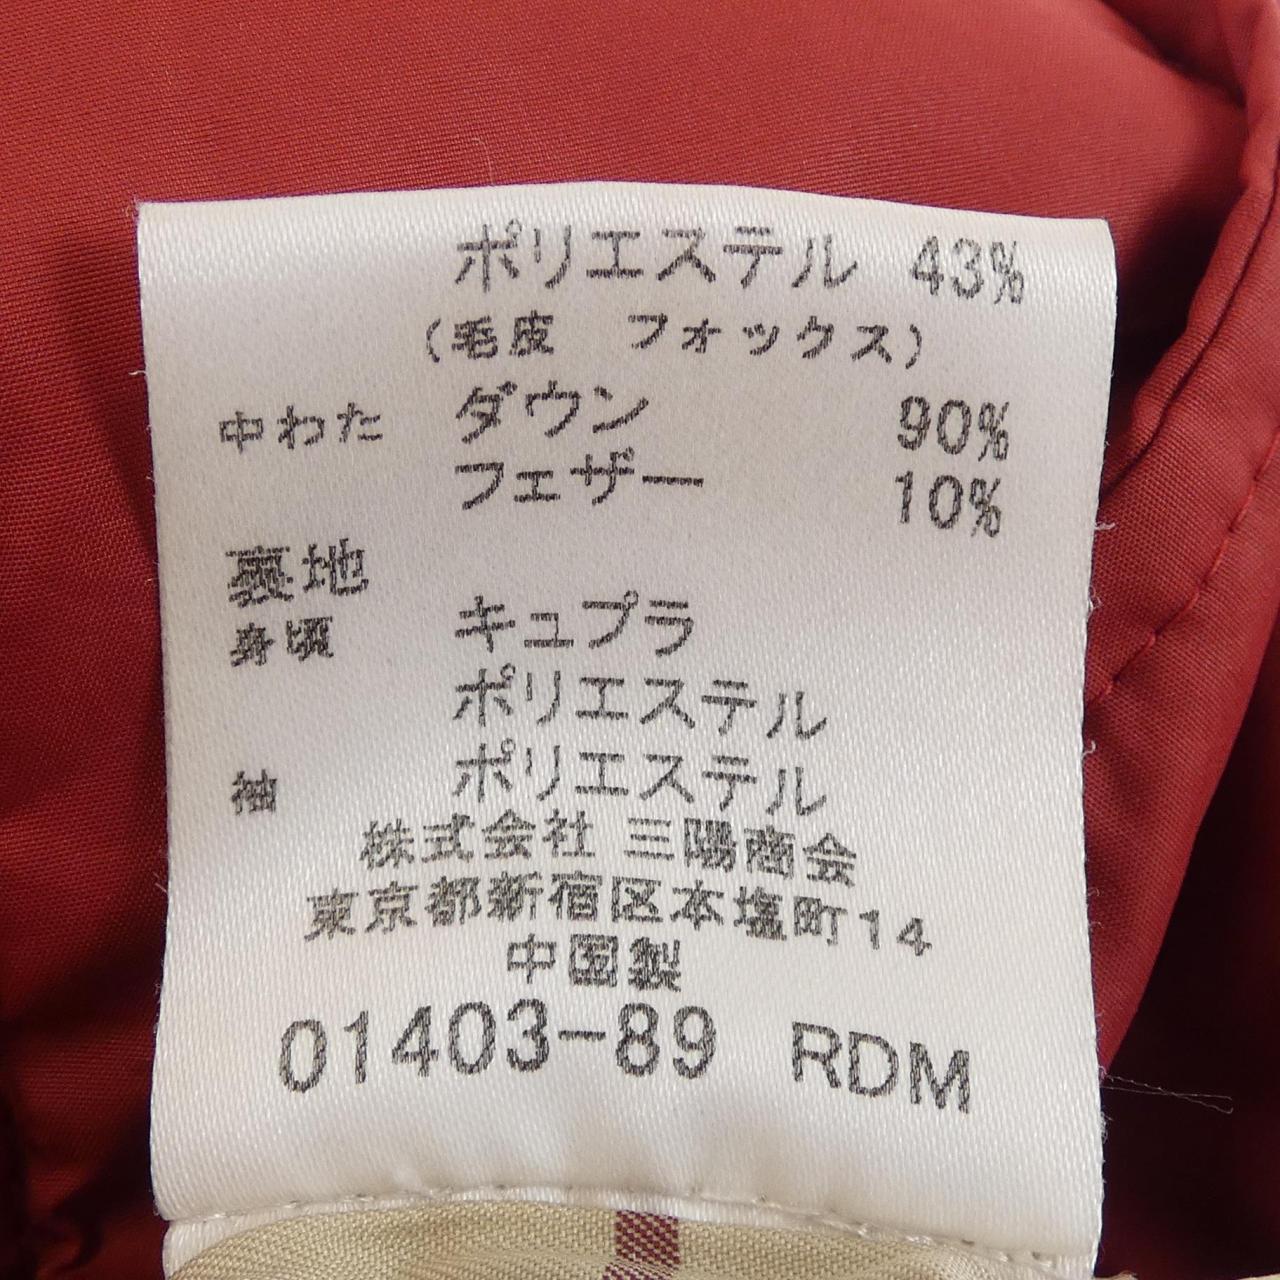 ポリエステル 43%
(毛皮 フォックス)
中わた ダウン 90%
フェザー 10%
裏地
身頃 キュプラ
ポリエステル
袖 ポリエステル
株式会社 三陽商会
東京都新宿区本塩町14
中国製
01403-89 RDM